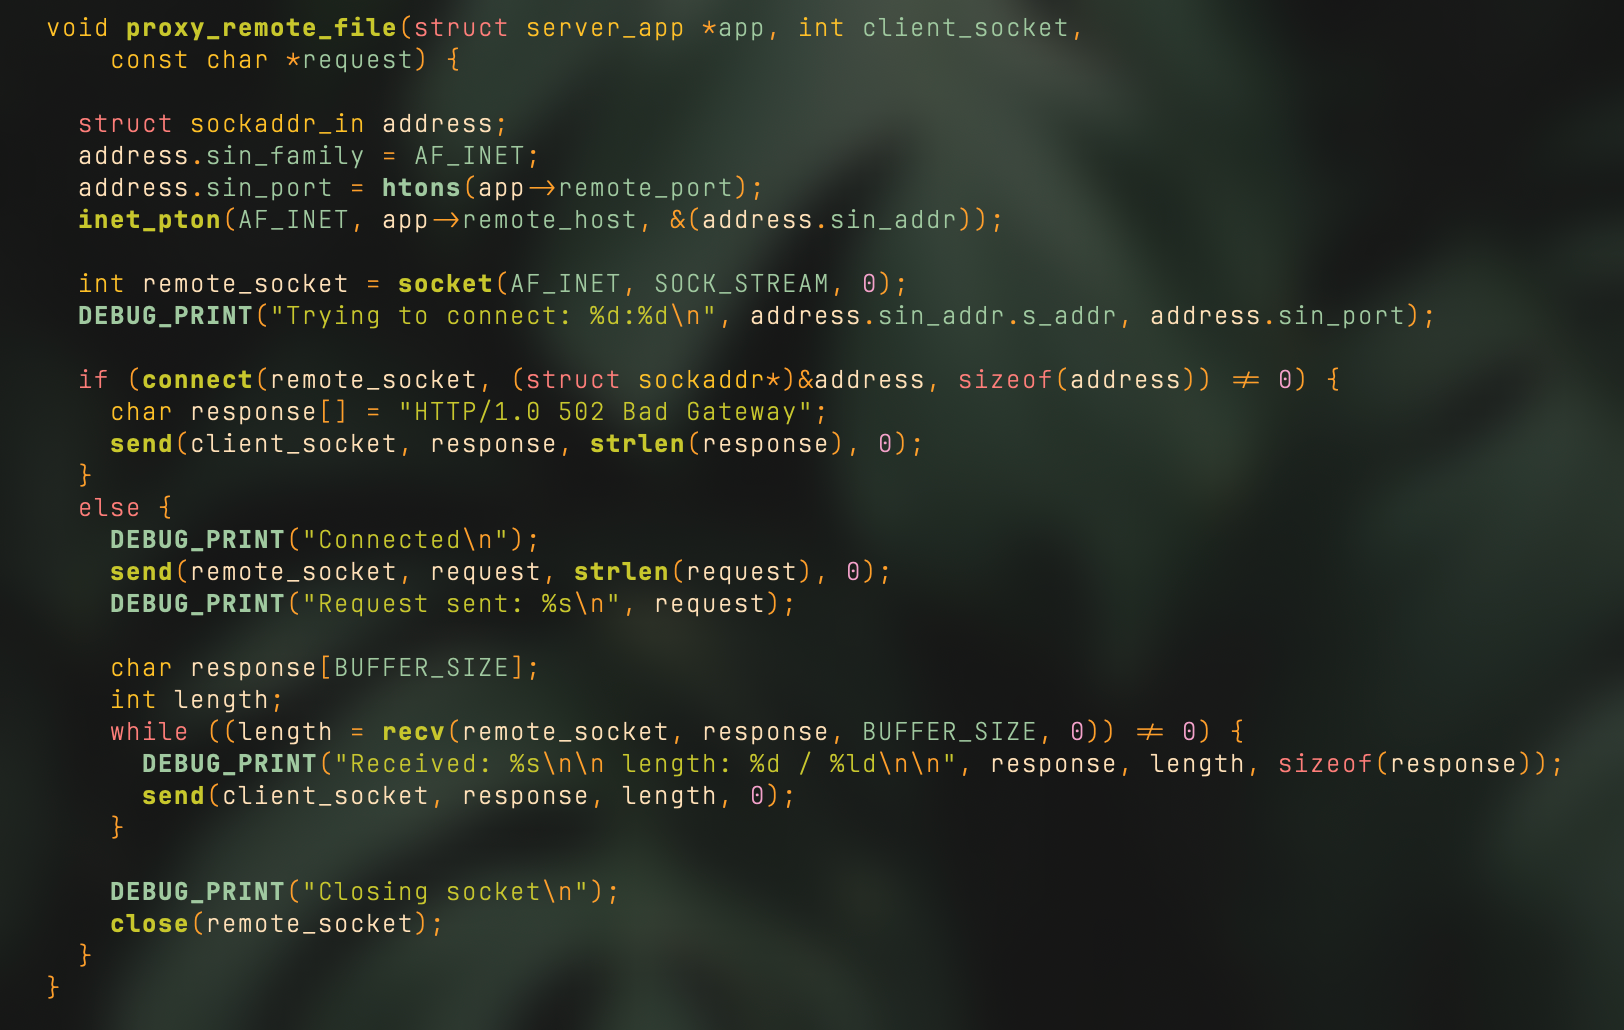 void proxy_remote_file(struct server_app *app, int client_socket,
    const char *request) {
  struct sockaddr_in address;
  address.sin_family = AF_INET;
  address.sin_port = htons(app->remote_port);
  inet_pton(AF_INET, app->remote_host, &(address.sin_addr));
  int remote_socket = socket(AF_INET, SOCK_STREAM, 0);
  DEBUG_PRINT("Trying to connect: %d:%d\n", address.sin_addr.s_addr, address.sin_port);
  if (connect(remote_socket, (struct sockaddr*)&address, sizeof(address)) != 0) {
    char response[] = "HTTP/1.0 502 Bad Gateway";
    send(client_socket, response, strlen(response), 0);
  }
  else {
    DEBUG_PRINT("Connected\n");
    send(remote_socket, request, strlen(request), 0);
    DEBUG_PRINT("Request sent: %s\n", request);
    char response[BUFFER_SIZE];
    int length;
    while ((length = recv(remote_socket, response, BUFFER_SIZE, 0)) != 0) {
      DEBUG_PRINT("Received: %s\n\n length: %d / %ld\n\n", response, length, sizeof(response));
      send(client_socket, response, length, 0);
    }
    DEBUG_PRINT("Closing socket\n");
    close(remote_socket);
  }
}